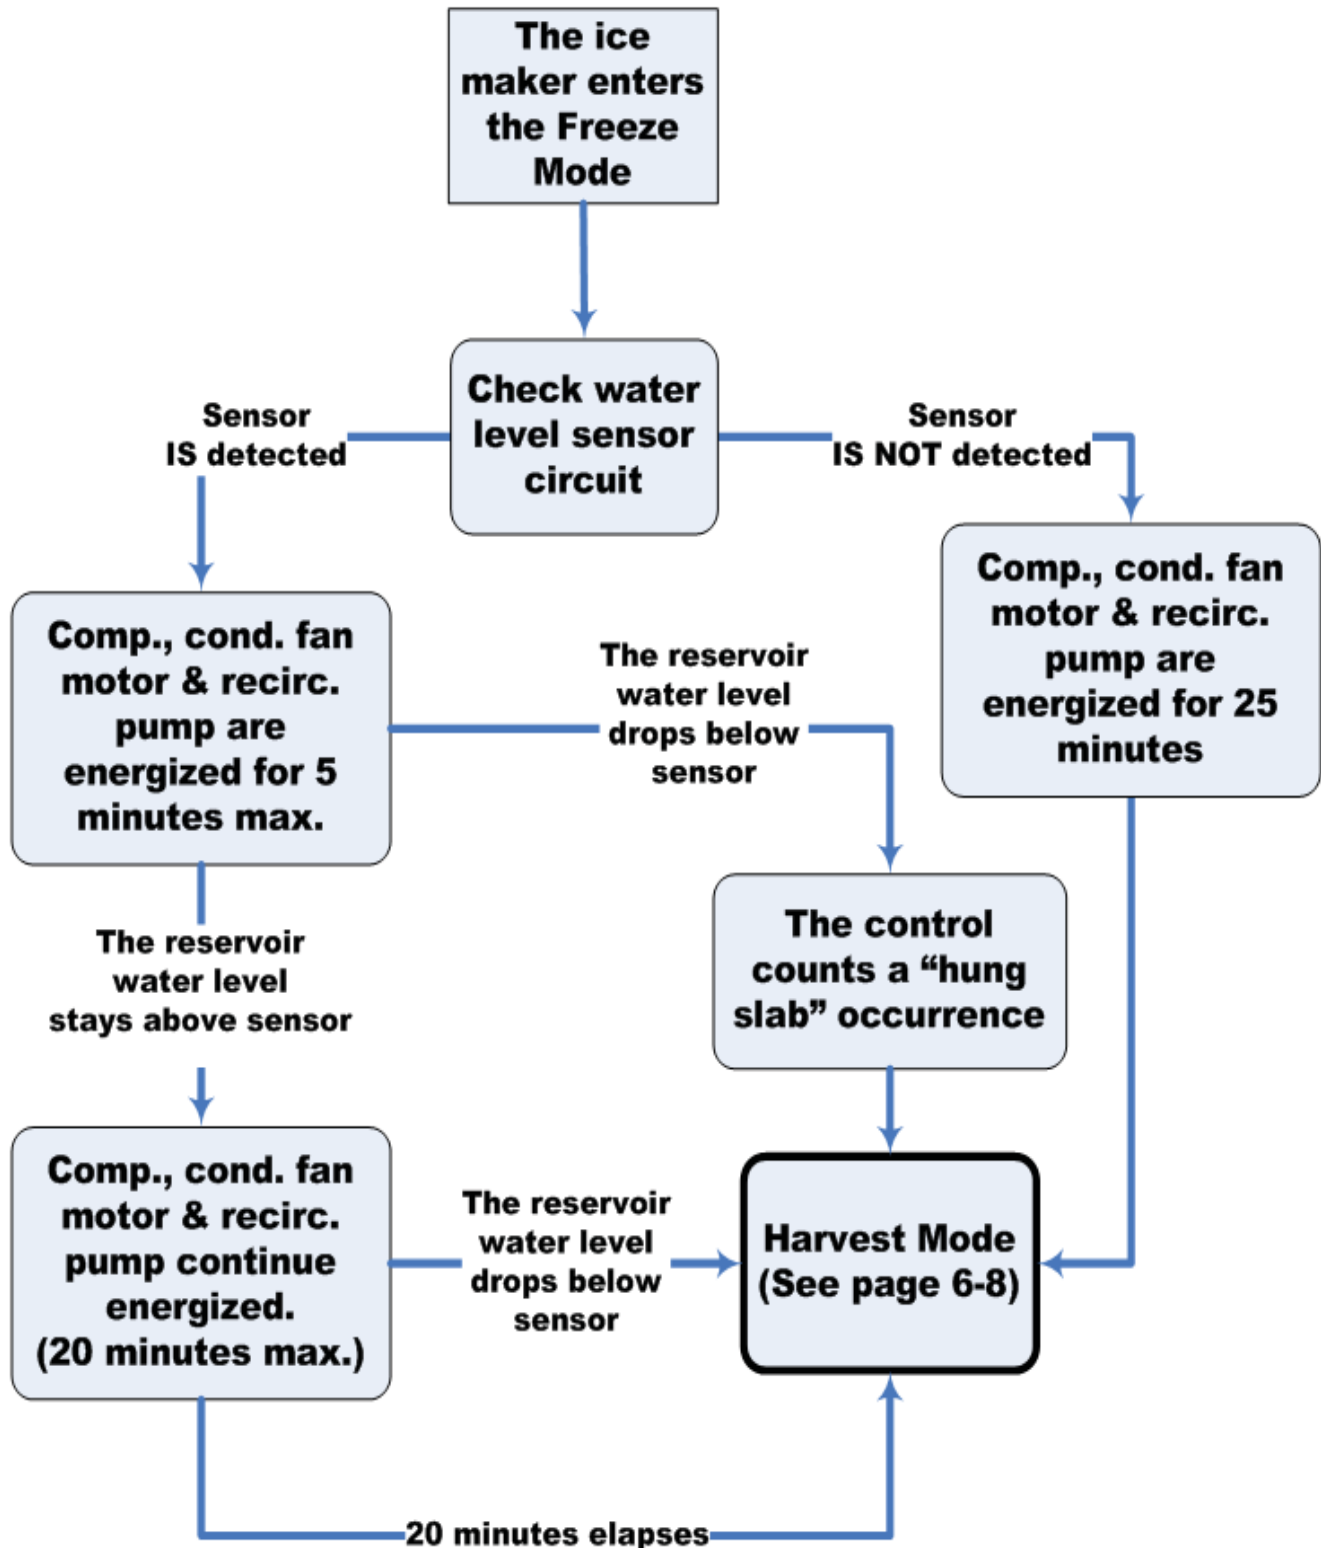 The ice
maker enters
the Freeze
Mode
Check water
level sensor
circuit
Sensor
IS detected
Sensor
IS NOT detected
Comp., cond. fan
motor & recirc.
pump are
energized for 25
minutes
Comp., cond. fan
motor & recirc.
pump are
energized for 5
minutes max.
The reservoir
water level
drops below
sensor
The control
counts a “hung
slab” occurrence
The reservoir
water level
stays above sensor
Comp., cond. fan
motor & recirc.
pump continue
energized.
(20 minutes max.)
The reservoir
water level
drops below
sensor
Harvest Mode
(See page 6-8)
20 minutes elapses